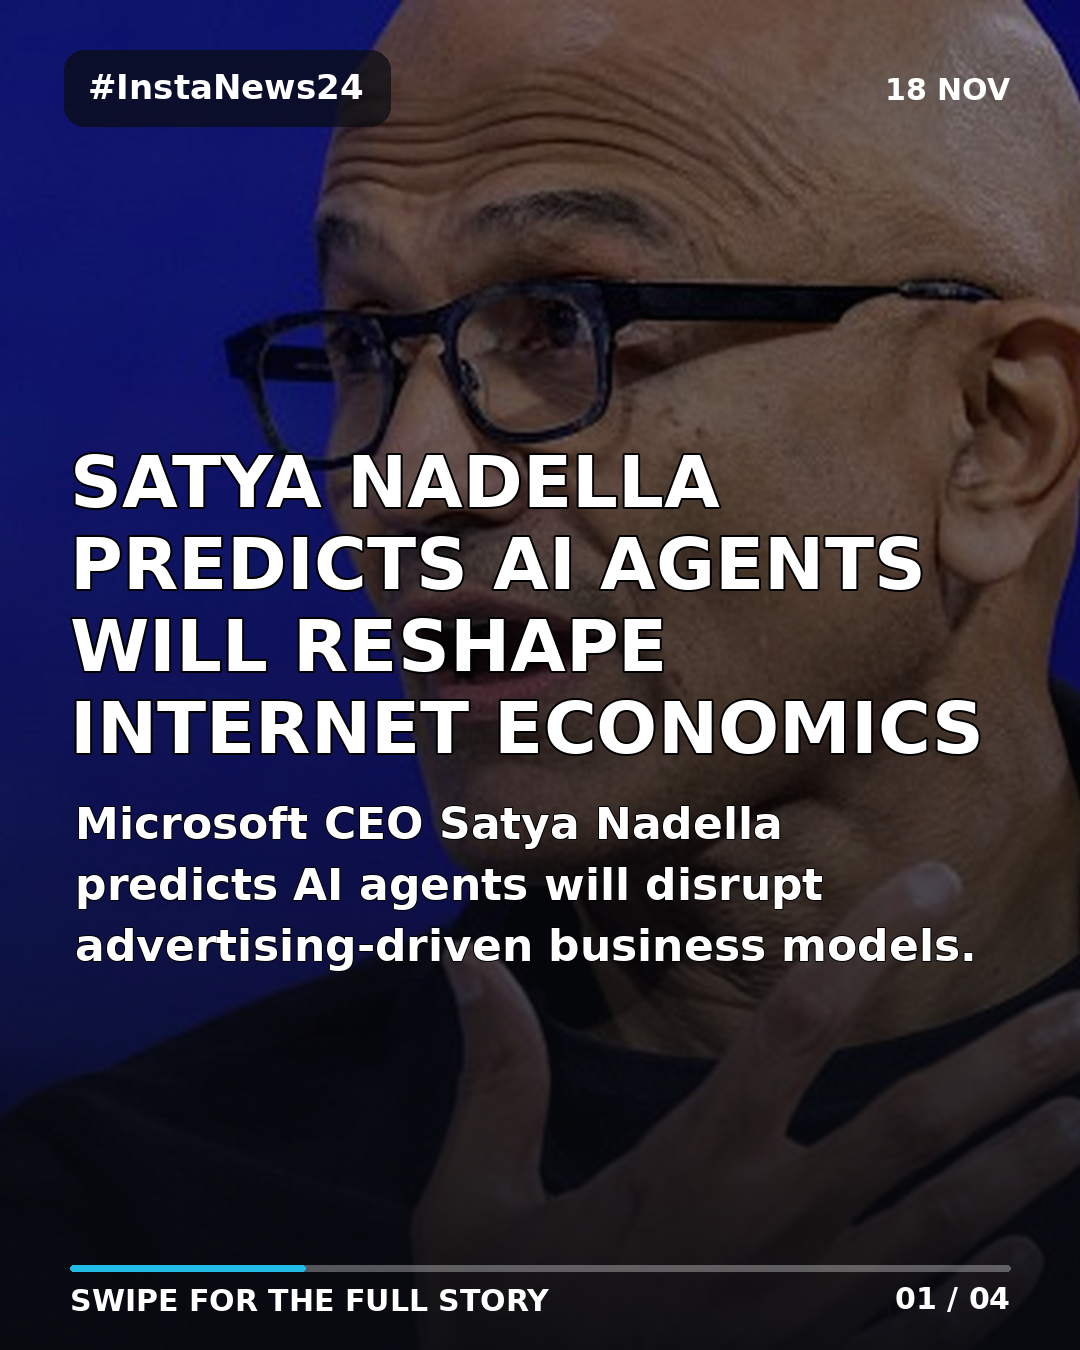 #InstaNews24
18 NOV
SATYA NADELLA
PREDICTS AI AGENTS
WILL RESHAPE
INTERNET ECONOMICS
Microsoft CEO Satya Nadella
predicts AI agents will disrupt
advertising-driven business models.
SWIPE FOR THE FULL STORY
01 / 04